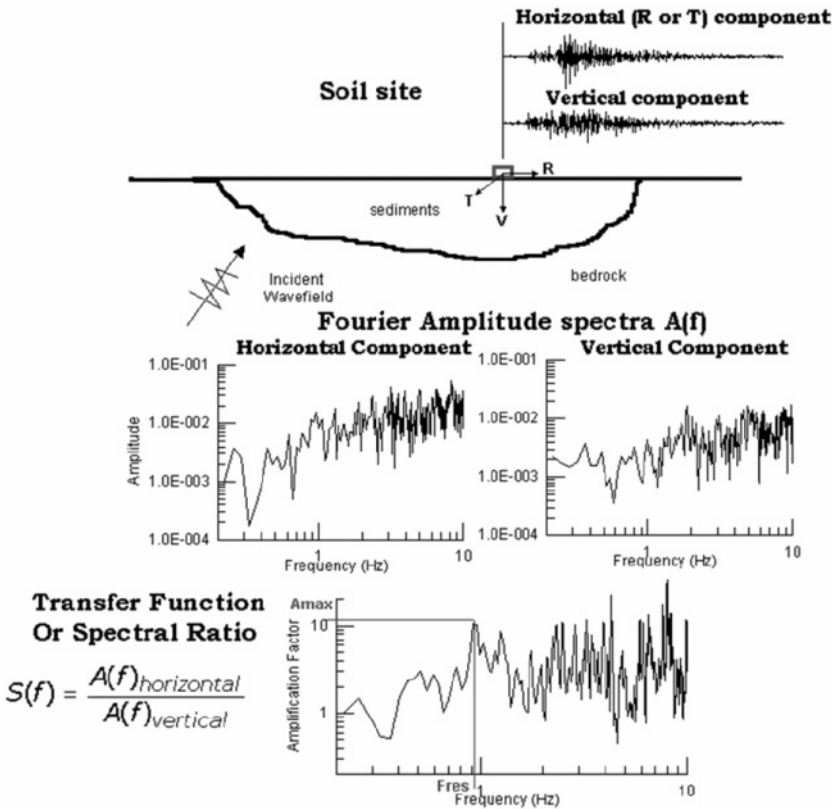 Horizontal (R or T) component
Soil site
Vertical component
R
T
V
sediments
Incident
Wavefield
bedrock
Fourier Amplitude spectra A(f)
Horizontal Component
Vertical Component
1.0E-001
1.0E-002
1.0E-003
1.0E-004
Amplitude
1
10
Frequency (Hz)
1.0E-001
1.0E-002
1.0E-003
1.0E-004
1
10
Frequency (Hz)
Transfer Function
Or Spectral Ratio
S(f) = A(f)horizontal / A(f)vertical
Amax
10
1
Amplification Factor
Fres
1
10
Frequency (Hz)